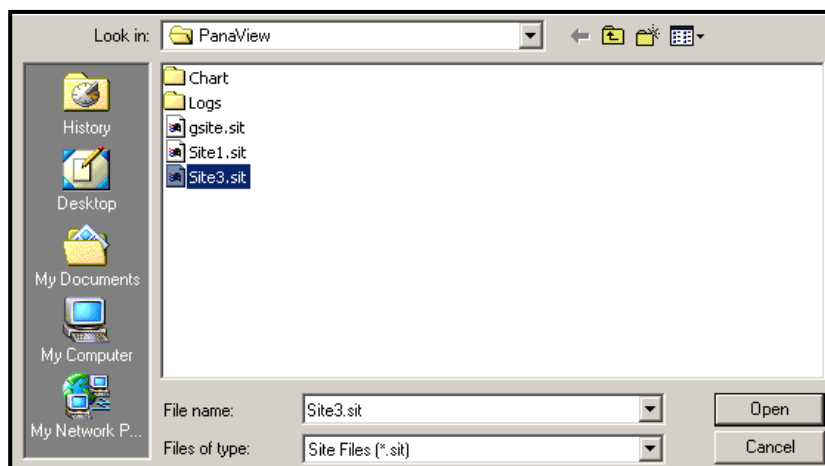 Look in: PanaView
History
Desktop
My Documents
My Computer
My Network P...
Chart
Logs
gsite.sit
Site1.sit
Site3.sit
File name: Site3.sit Open
Files of type: Site Files (*.sit) Cancel